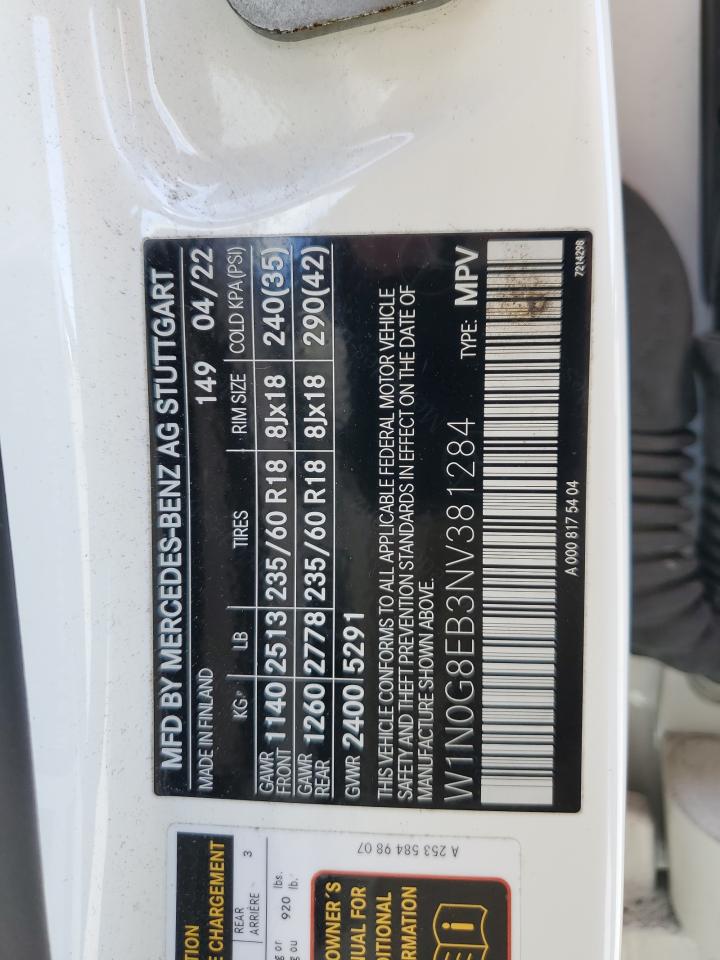 MFD BY MERCEDES-BENZ AG STUTTGART
MADE IN FINLAND 149 04/22
KG LB TIRES RIM SIZE COLD KPA(PSI)
GAWR FRONT 1140 2513 235/60 R18 8Jx18 240(35)
GAWR REAR 1260 2778 235/60 R18 8Jx18 290(42)
GVWR 2400 5291
THIS VEHICLE CONFORMS TO ALL APPLICABLE FEDERAL MOTOR VEHICLE
SAFETY AND THEFT PREVENTION STANDARDS IN EFFECT ON THE DATE OF
MANUFACTURE SHOWN ABOVE.
W1N0G8EB3NV381284 TYPE: MPV
A 000 817 54 04
7214298
CHARGEMENT
REAR
ARRIÈRE
3
or
ou
920
lbs.
lb.
OWNER'S
FOR
A 253 584 98 07